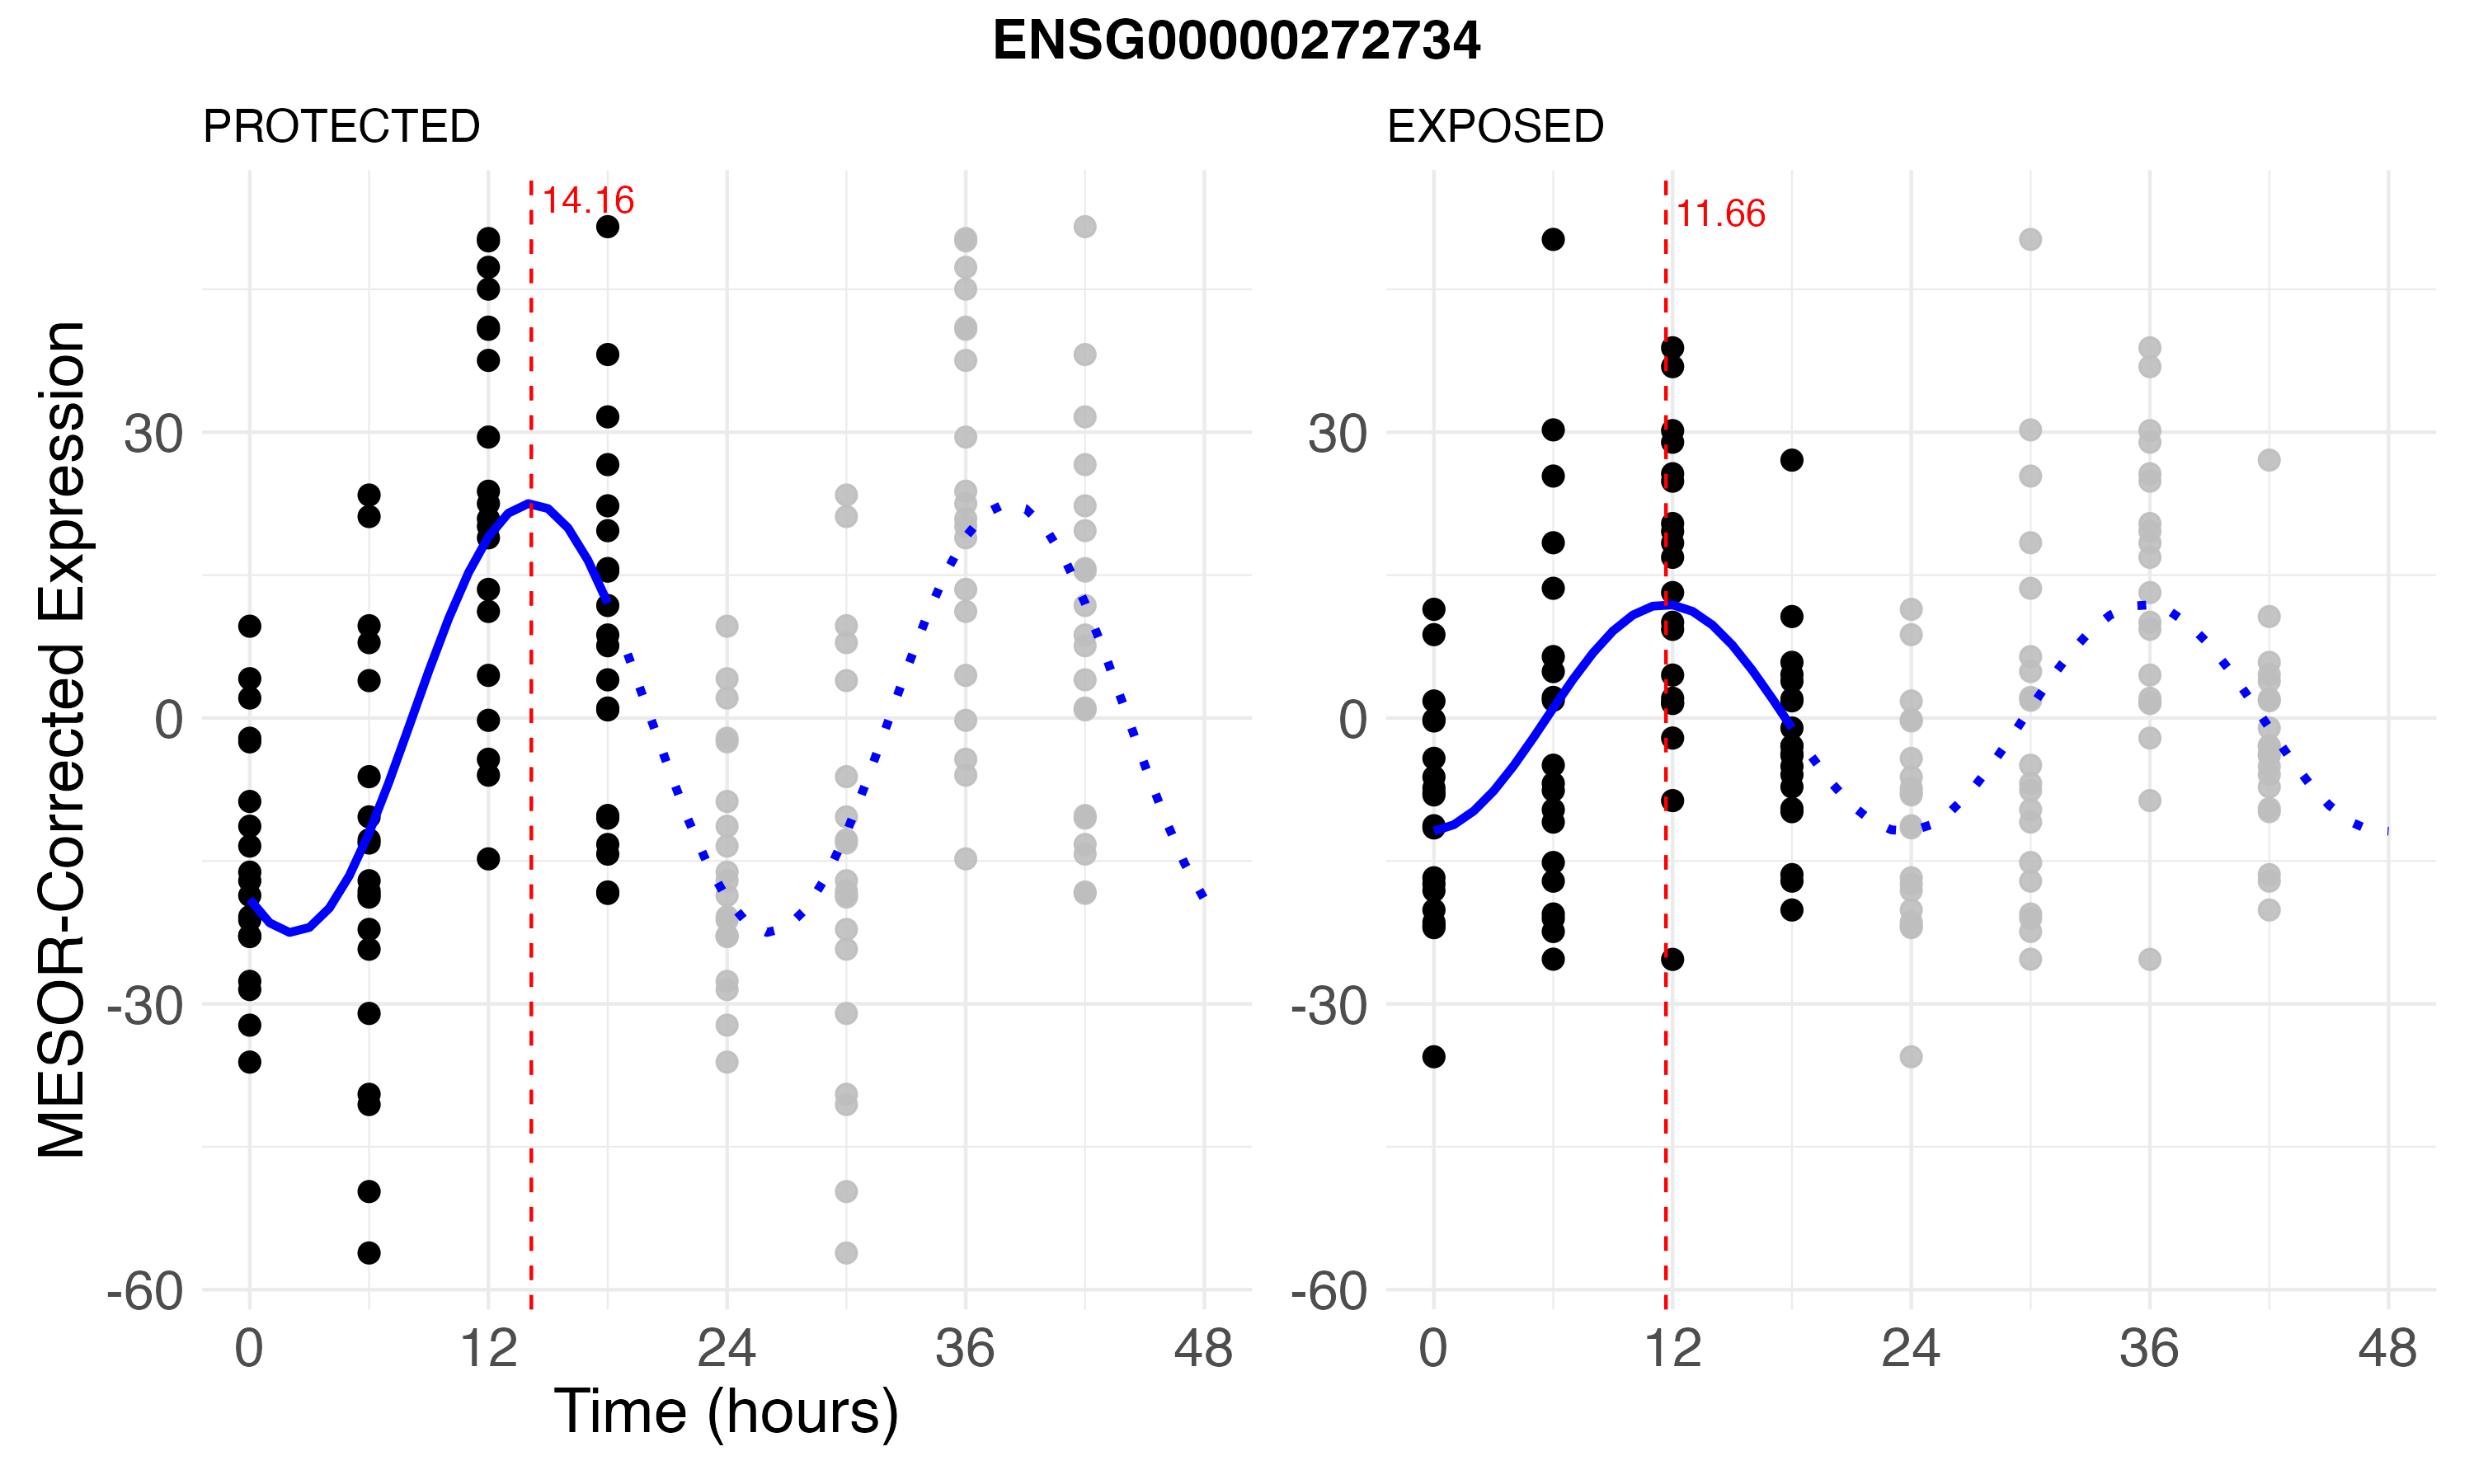 ENSG00000272734
PROTECTED
EXPOSED
14.16
11.66
MESOR-Corrected Expression
30
0
-30
-60
30
0
-30
-60
0 12 24 36 48
0 12 24 36 48
Time (hours)